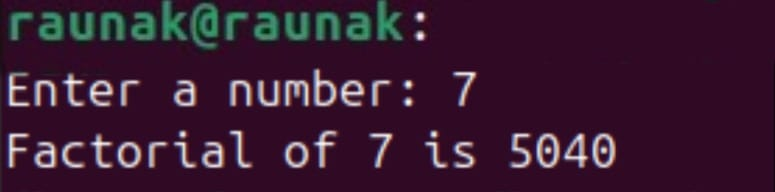 raunak@raunak:
Enter a number: 7
Factorial of 7 is 5040